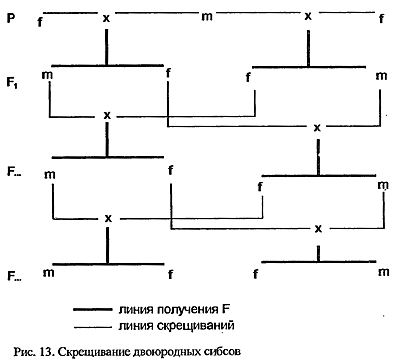 P f x m x f
F₁ m f f m
x
x
F... m f f m
x x
F... m f f m
линия получения F
линия скрещиваний
Рис. 13. Скрещивание двоюродных сибсов